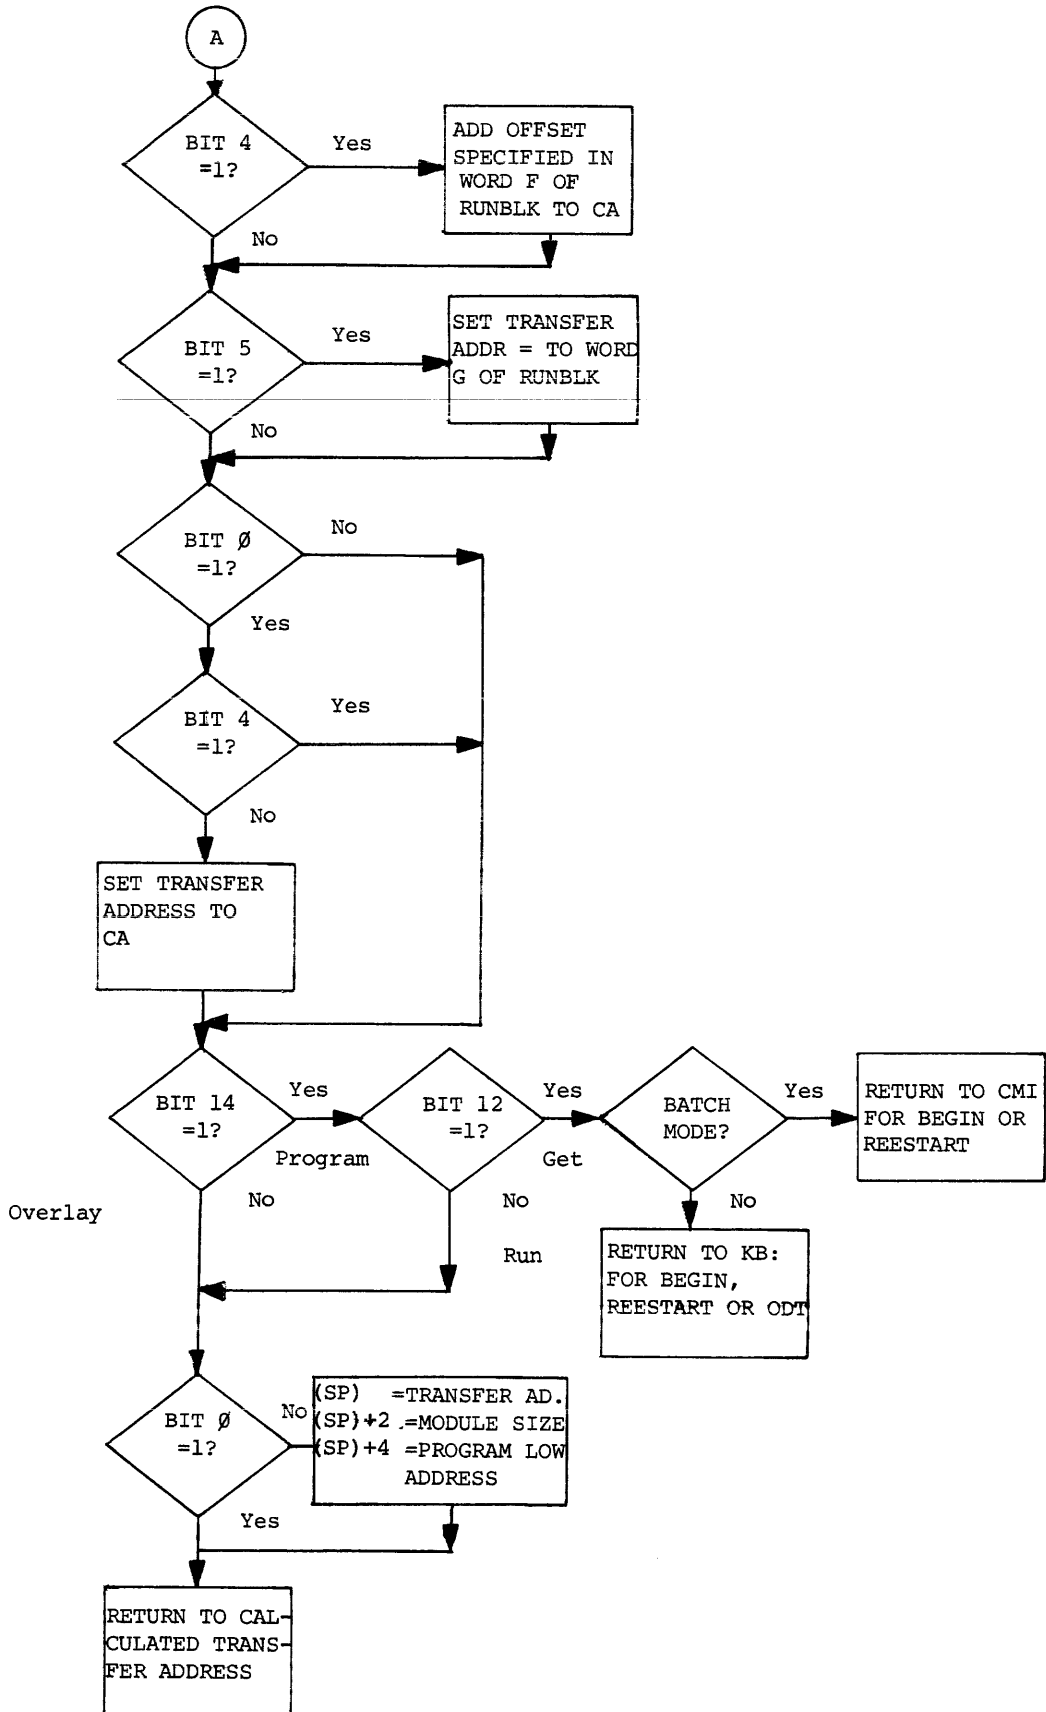 A
BIT 4
=1?
Yes
ADD OFFSET
SPECIFIED IN
WORD F OF
RUNBLK TO CA
No
BIT 5
=1?
Yes
SET TRANSFER
ADDR = TO WORD
G OF RUNBLK
No
BIT Ø
=1?
No
Yes
BIT 4
=1?
Yes
No
SET TRANSFER
ADDRESS TO
CA
BIT 14
=1?
Yes
Program
No
Overlay
BIT 12
=1?
Yes
Get
No
Run
BATCH
MODE?
Yes
RETURN TO CMI
FOR BEGIN OR
REESTART
No
RETURN TO KB:
FOR BEGIN,
REESTART OR ODT
BIT Ø
=1?
No
(SP) =TRANSFER AD.
(SP)+2 =MODULE SIZE
(SP)+4 =PROGRAM LOW
ADDRESS
Yes
RETURN TO CAL-
CULATED TRANS-
FER ADDRESS